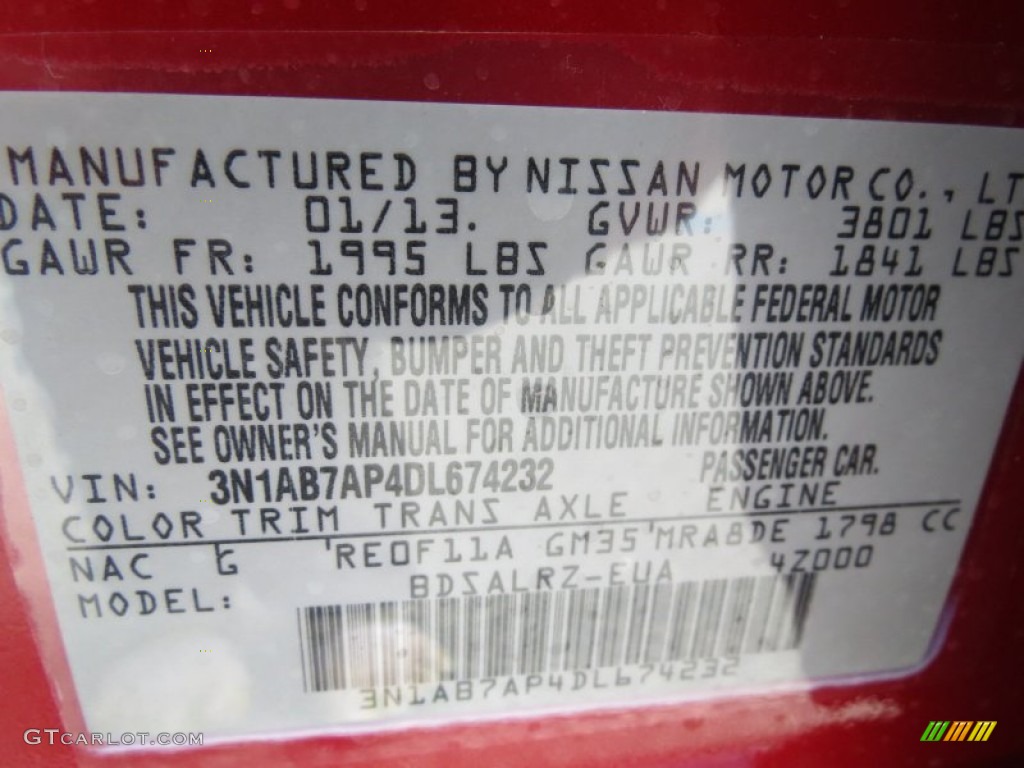 MANUFACTURED BY NISSAN MOTOR CO., LT
DATE: 01/13. GVWR: 3801 LBS
GAWR FR: 1995 LBS GAWR RR: 1841 LBS
THIS VEHICLE CONFORMS TO ALL APPLICABLE FEDERAL MOTOR
VEHICLE SAFETY, BUMPER AND THEFT PREVENTION STANDARDS
IN EFFECT ON THE DATE OF MANUFACTURE SHOWN ABOVE.
SEE OWNER'S MANUAL FOR ADDITIONAL INFORMATION.
VIN: 3N1AB7AP4DL674232 PASSENGER CAR.
COLOR TRIM TRANS AXLE ENGINE
NAC G 'RE0F11A GM35'MRA8DE 1798 CC
MODEL: BDSALRZ-EUA 4Z000
3N1AB7AP4DL674232
GTCARLOT.COM